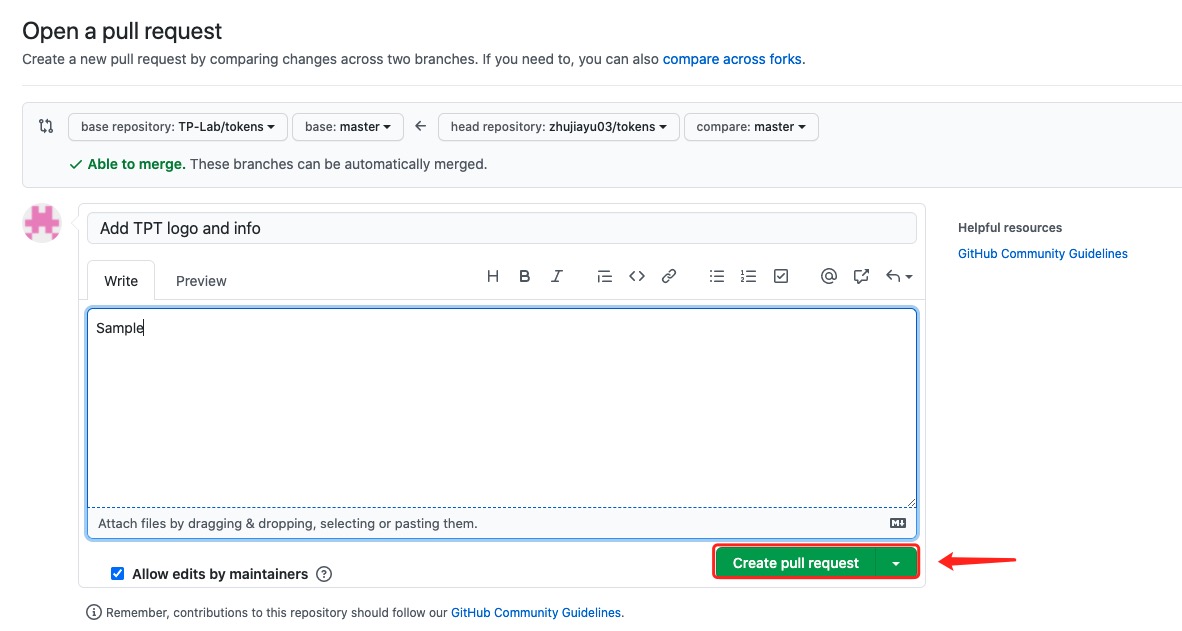 Open a pull request
Create a new pull request by comparing changes across two branches. If you need to, you can also compare across forks.
base repository: TP-Lab/tokens base: master head repository: zhujiayu03/tokens compare: master
Able to merge. These branches can be automatically merged.
Add TPT logo and info
Helpful resources
GitHub Community Guidelines
Write Preview
Sample
Attach files by dragging & dropping, selecting or pasting them.
Create pull request
Allow edits by maintainers
Remember, contributions to this repository should follow our GitHub Community Guidelines.